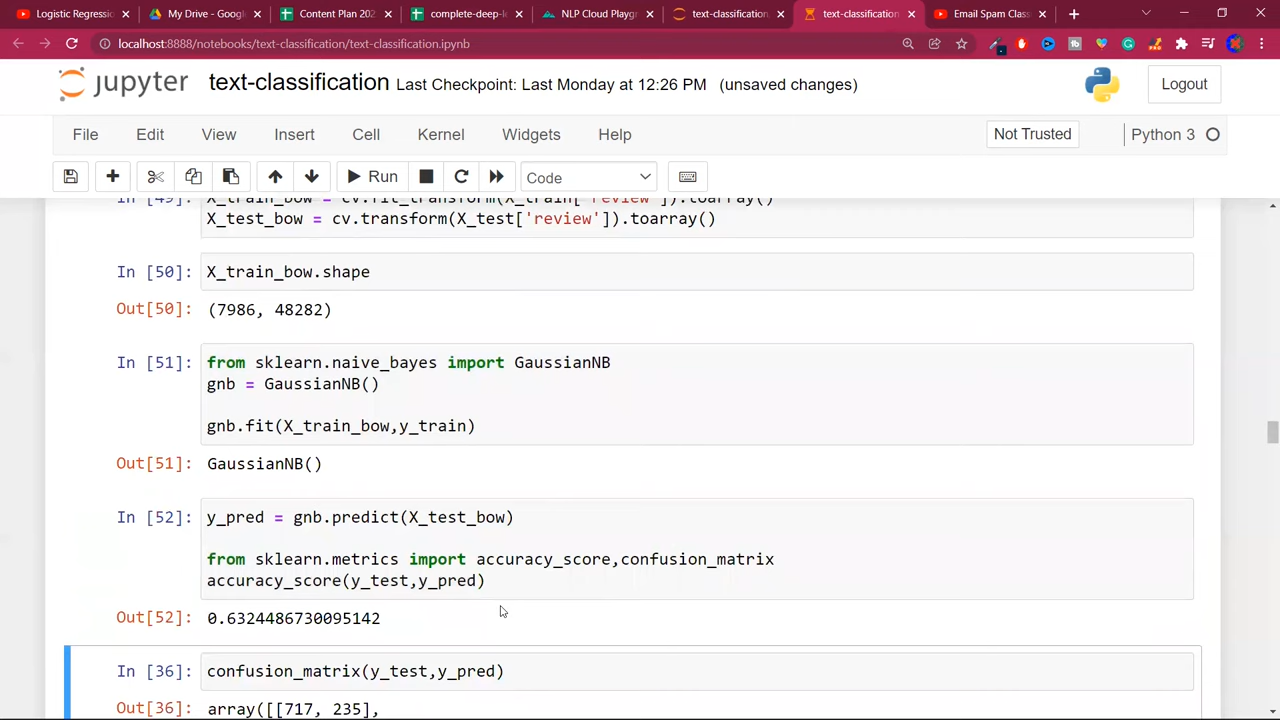 Logistic Regressi
My Drive - Google
Content Plan 202
complete-deep-l
NLP Cloud Playg
text-classification
text-classification
Email Spam Class
localhost:8888/notebooks/text-classification/text-classification.ipynb
jupyter text-classification Last Checkpoint: Last Monday at 12:26 PM (unsaved changes)
Logout
File Edit View Insert Cell Kernel Widgets Help
Not Trusted
Python 3
Run
Code
In [49]: X_train_bow = cv.fit_transform(X_train['review']).toarray()
X_test_bow = cv.transform(X_test['review']).toarray()
In [50]: X_train_bow.shape
Out[50]: (7986, 48282)
In [51]: from sklearn.naive_bayes import GaussianNB
gnb = GaussianNB()
gnb.fit(X_train_bow,y_train)
Out[51]: GaussianNB()
In [52]: y_pred = gnb.predict(X_test_bow)
from sklearn.metrics import accuracy_score,confusion_matrix
accuracy_score(y_test,y_pred)
Out[52]: 0.6324486730095142
In [36]: confusion_matrix(y_test,y_pred)
Out[36]: array([[717, 235],